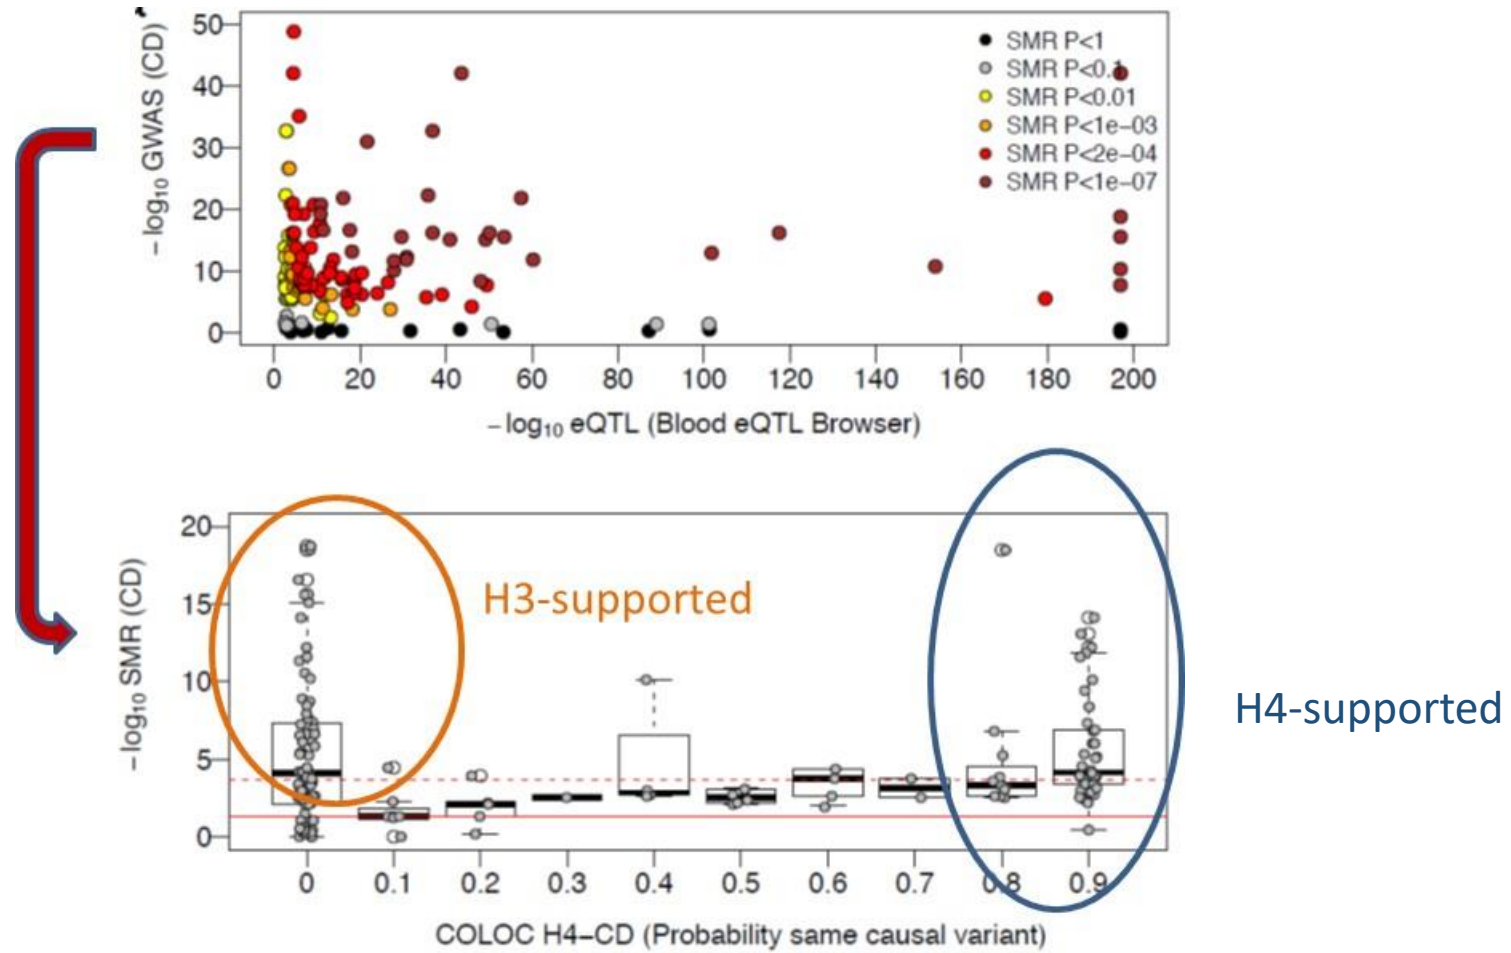 50
40
30
20
10
0
−log10 GWAS (CD)
SMR P<1
SMR P<0.1
SMR P<0.01
SMR P<1e−03
SMR P<2e−04
SMR P<1e−07
0 20 40 60 80 100 120 140 160 180 200
−log10 eQTL (Blood eQTL Browser)
20
15
10
5
0
−log10 SMR (CD)
H3-supported
H4-supported
0 0.1 0.2 0.3 0.4 0.5 0.6 0.7 0.8 0.9
COLOC H4−CD (Probability same causal variant)